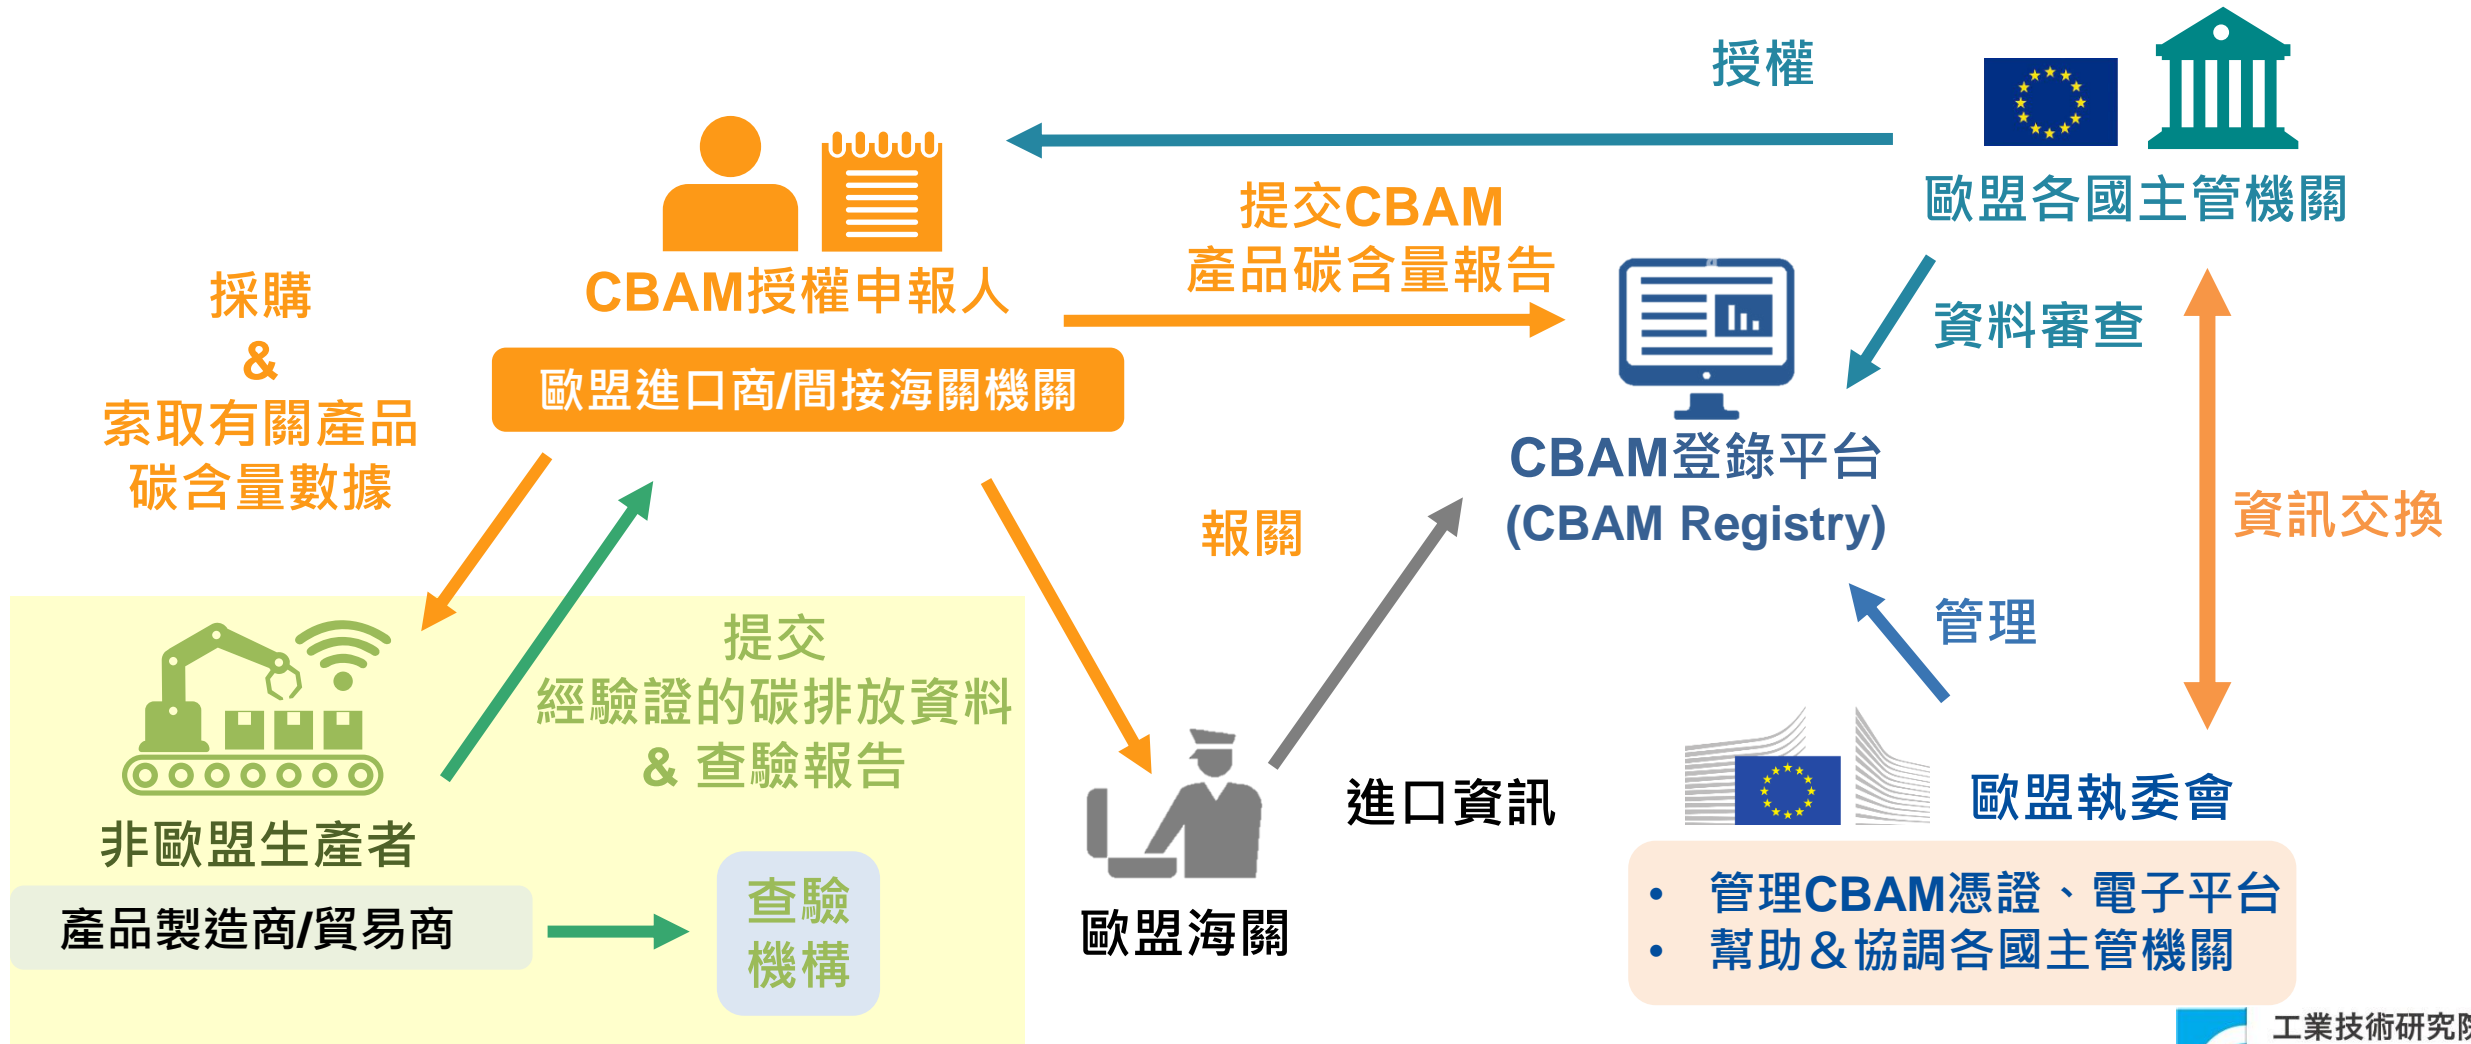 授權
歐盟各國主管機關
提交CBAM
產品碳含量報告
CBAM授權申報人
歐盟進口商/間接海關機關
採購
&
索取有關產品
碳含量數據
資料審查
CBAM登錄平台
(CBAM Registry)
資訊交換
報關
管理
提交
經驗證的碳排放資料
& 查驗報告
非歐盟生產者
產品製造商/貿易商
查驗
機構
進口資訊
歐盟海關
歐盟執委會
• 管理CBAM憑證、電子平台
• 幫助&協調各國主管機關
工業技術研究院